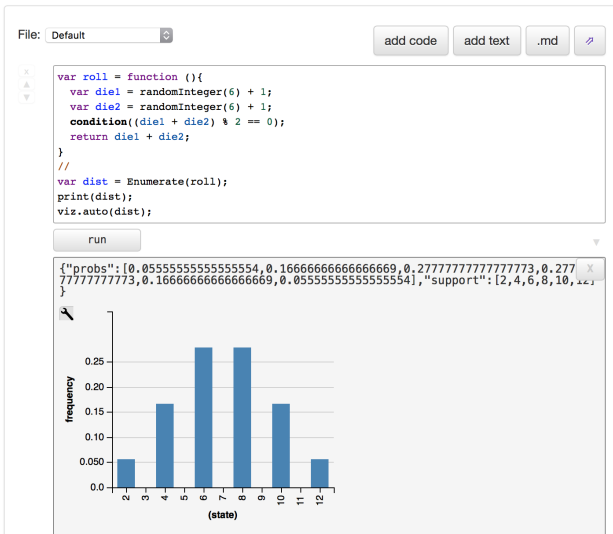 File: Default
add code add text .md
x
var roll = function (){
var die1 = randomInteger(6) + 1;
var die2 = randomInteger(6) + 1;
condition((die1 + die2) % 2 == 0);
return die1 + die2;
}
//
var dist = Enumerate(roll);
print(dist);
viz.auto(dist);
run
{"probs":[0.05555555555555554,0.16666666666666669,0.27777777777777773,0.277
X
77777777773,0.16666666666666669,0.05555555555555554],"support":[2,4,6,8,10,12]
}
frequency
0.25
0.20
0.15
0.10
0.050
0.0
2 3 4 5 6 7 8 9 10 11 12
(state)